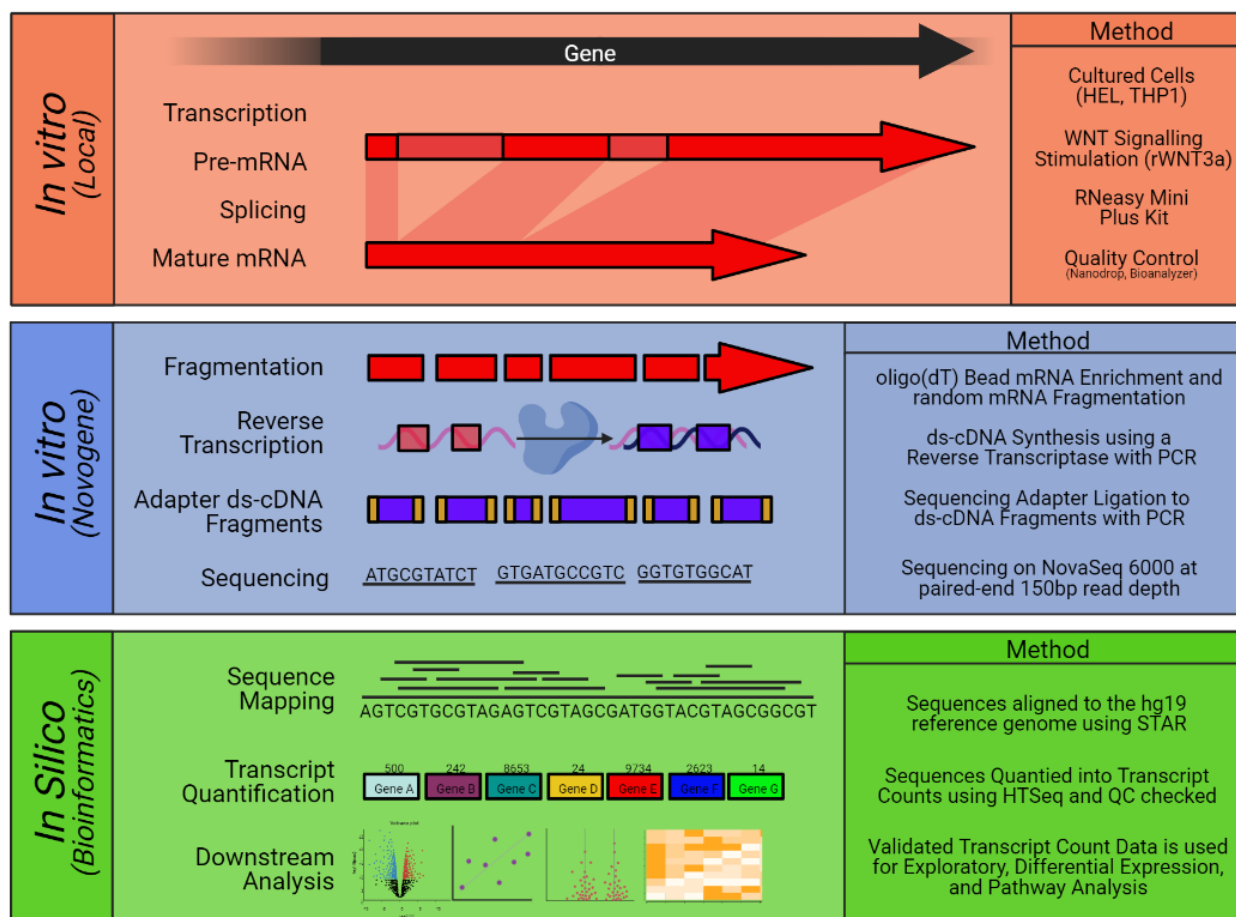 In vitro
(Local)
Gene
Transcription
Pre-mRNA
Splicing
Mature mRNA
Method
Cultured Cells
(HEL, THP1)
WNT Signalling
Stimulation (rWNT3a)
RNeasy Mini
Plus Kit
Quality Control
(Nanodrop, Bioanalyzer)
In vitro
(Novogene)
Fragmentation
Reverse
Transcription
Adapter ds-cDNA
Fragments
Sequencing
ATGCGTATCT GTGATGCCGTC GGTGTGGCAT
Method
oligo(dT) Bead mRNA Enrichment and
random mRNA Fragmentation
ds-cDNA Synthesis using a
Reverse Transcriptase with PCR
Sequencing Adapter Ligation to
ds-cDNA Fragments with PCR
Sequencing on NovaSeq 6000 at
paired-end 150bp read depth
In Silico
(Bioinformatics)
Sequence
Mapping
AGTCGTGCGTAGAGTCGTAGCGATGGTACGTAGCGGCGT
Transcript
Quantification
500 242 8653 24 9734 2623 14
Gene A Gene B Gene C Gene D Gene E Gene F Gene G
Downstream
Analysis
Method
Sequences aligned to the hg19
reference genome using STAR
Sequences Quantied into Transcript
Counts using HTSeq and QC checked
Validated Transcript Count Data is used
for Exploratory, Differential Expression,
and Pathway Analysis